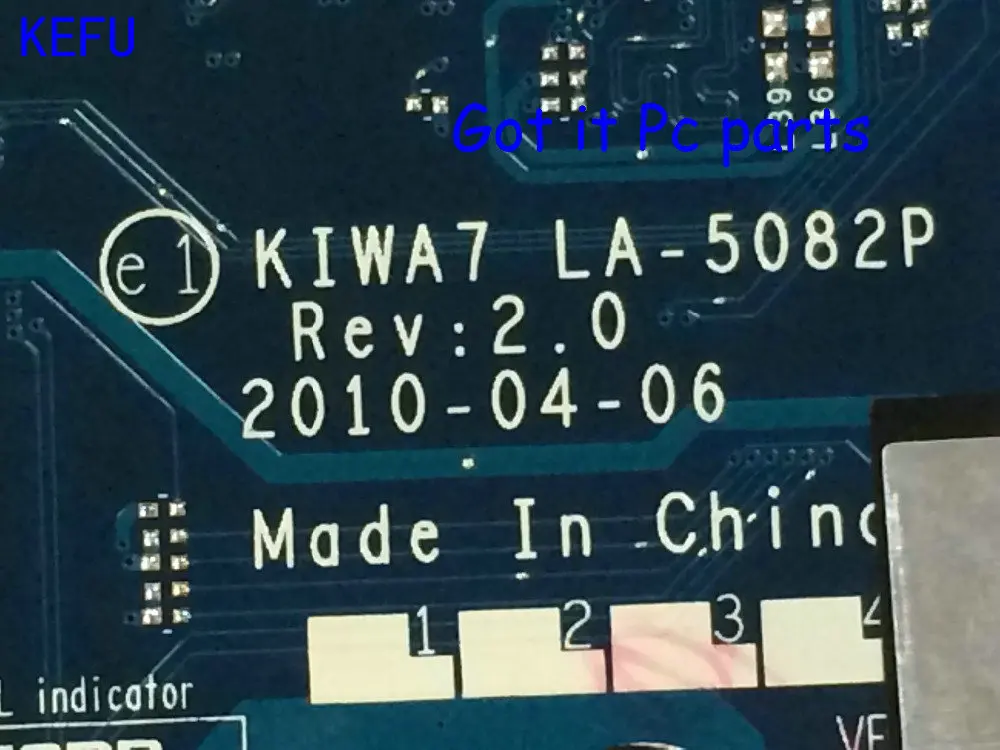 KEFU
Got it Pc parts
L36
e1
KIWA7 LA-5082P
Rev:2.0
2010-04-06
Made In
1 2 3 4
L indicator